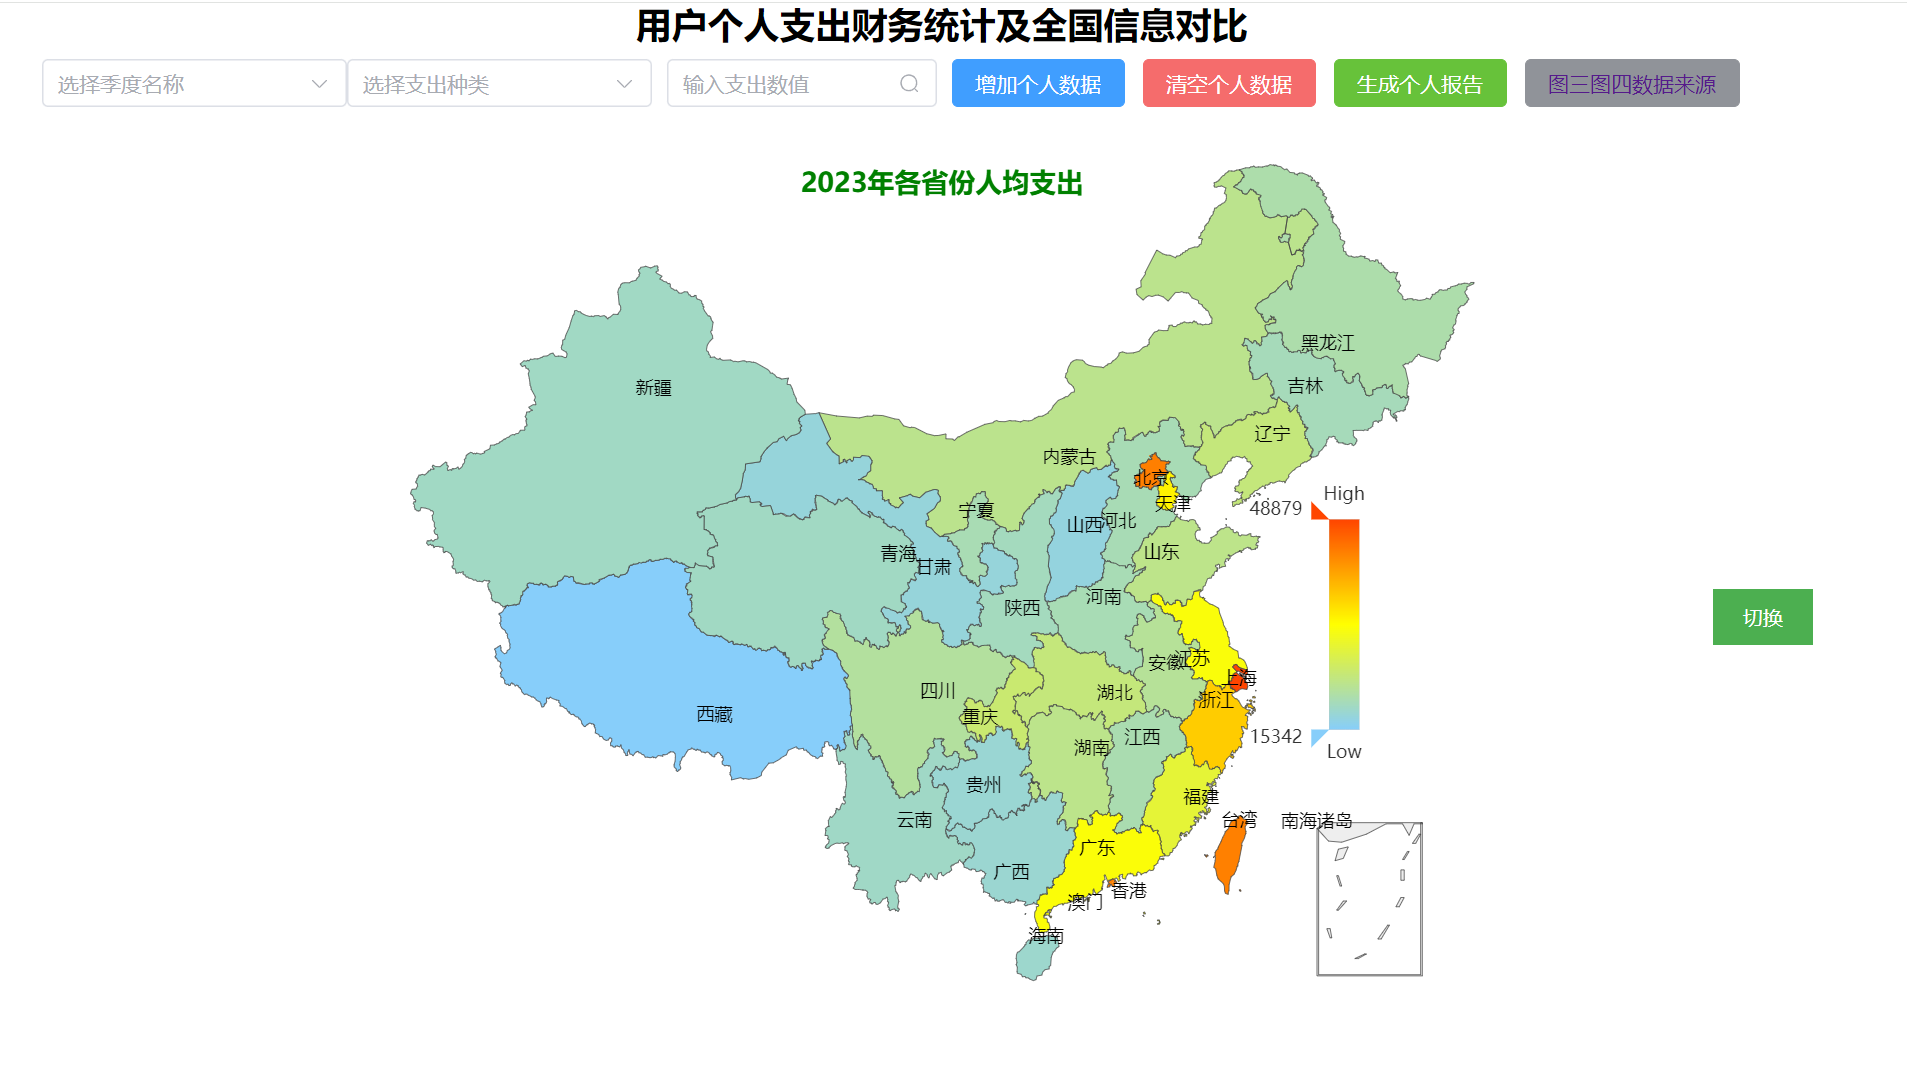 用户个人支出财务统计及全国信息对比
选择季度名称
选择支出种类
输入支出数值
增加个人数据
清空个人数据
生成个人报告
图三图四数据来源
2023年各省份人均支出
黑龙江
吉林
新疆
辽宁
内蒙古
北京
High
48879
天津
宁夏
河北
山西
山东
青海
甘肃
河南
陕西
切换
江苏
安徽
上海
四川
湖北
浙江
西藏
重庆
江西
15342
湖南
Low
贵州
福建
云南
台湾
南海诸岛
广东
广西
香港
澳门
海南